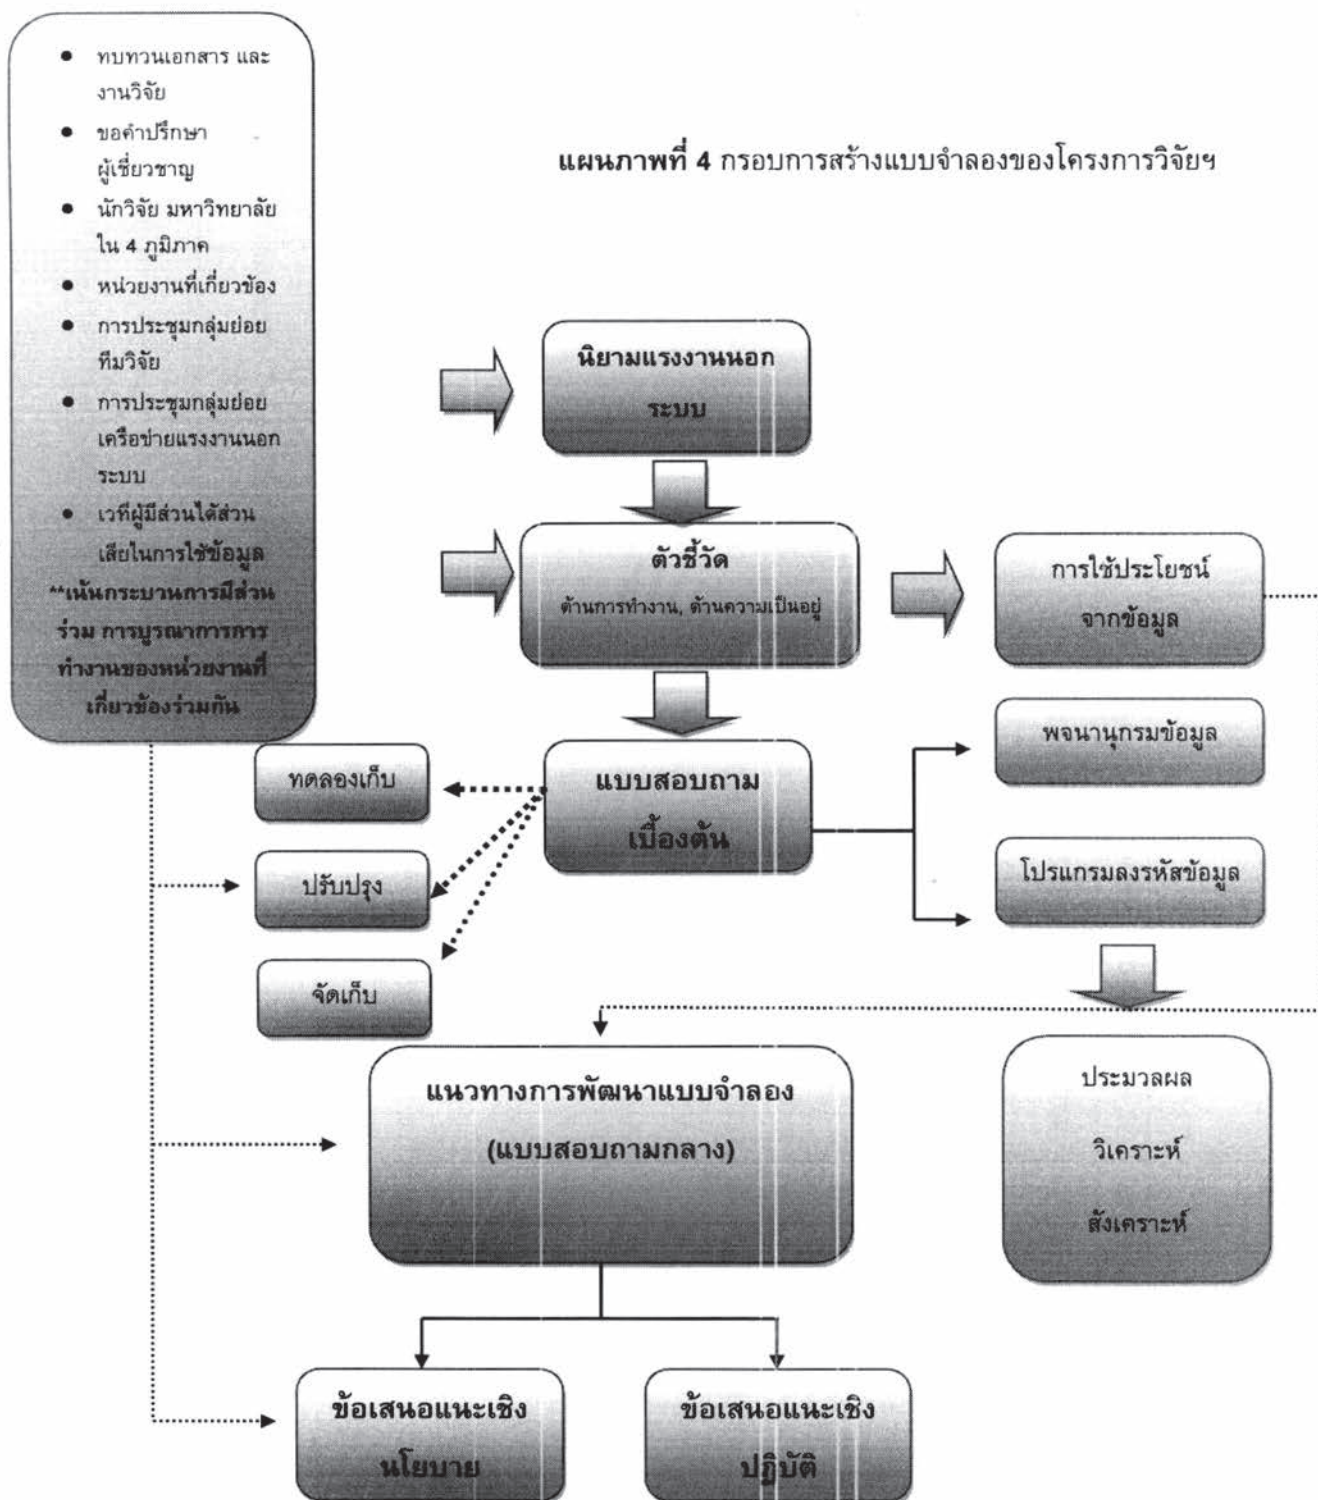 ● ทบทวนเอกสาร และ
งานวิจัย
● ขอคำปรึกษา
ผู้เชี่ยวชาญ
● นักวิจัย มหาวิทยาลัย
ใน 4 ภูมิภาค
● หน่วยงานที่เกี่ยวข้อง
● การประชุมกลุ่มย่อย
ทีมวิจัย
● การประชุมกลุ่มย่อย
เครือข่ายแรงงานนอก
ระบบ
● เวทีผู้มีส่วนได้ส่วน
เสียในการใช้ข้อมูล
**เน้นกระบวนการมีส่วน
ร่วม การบูรณาการการ
ทำงานของหน่วยงานที่
เกี่ยวข้องร่วมกัน
แผนภาพที่ 4 กรอบการสร้างแบบจำลองของโครงการวิจัยฯ
นิยามแรงงานนอก
ระบบ
ตัวชี้วัด
ด้านการทำงาน, ด้านความเป็นอยู่
การใช้ประโยชน์
จากข้อมูล
แบบสอบถาม
เบื้องต้น
พจนานุกรมข้อมูล
โปรแกรมลงรหัสข้อมูล
ทดลองเก็บ
ปรับปรุง
จัดเก็บ
แนวทางการพัฒนาแบบจำลอง
(แบบสอบถามกลาง)
ประมวลผล
วิเคราะห์
สังเคราะห์
ข้อเสนอแนะเชิง
นโยบาย
ข้อเสนอแนะเชิง
ปฏิบัติ